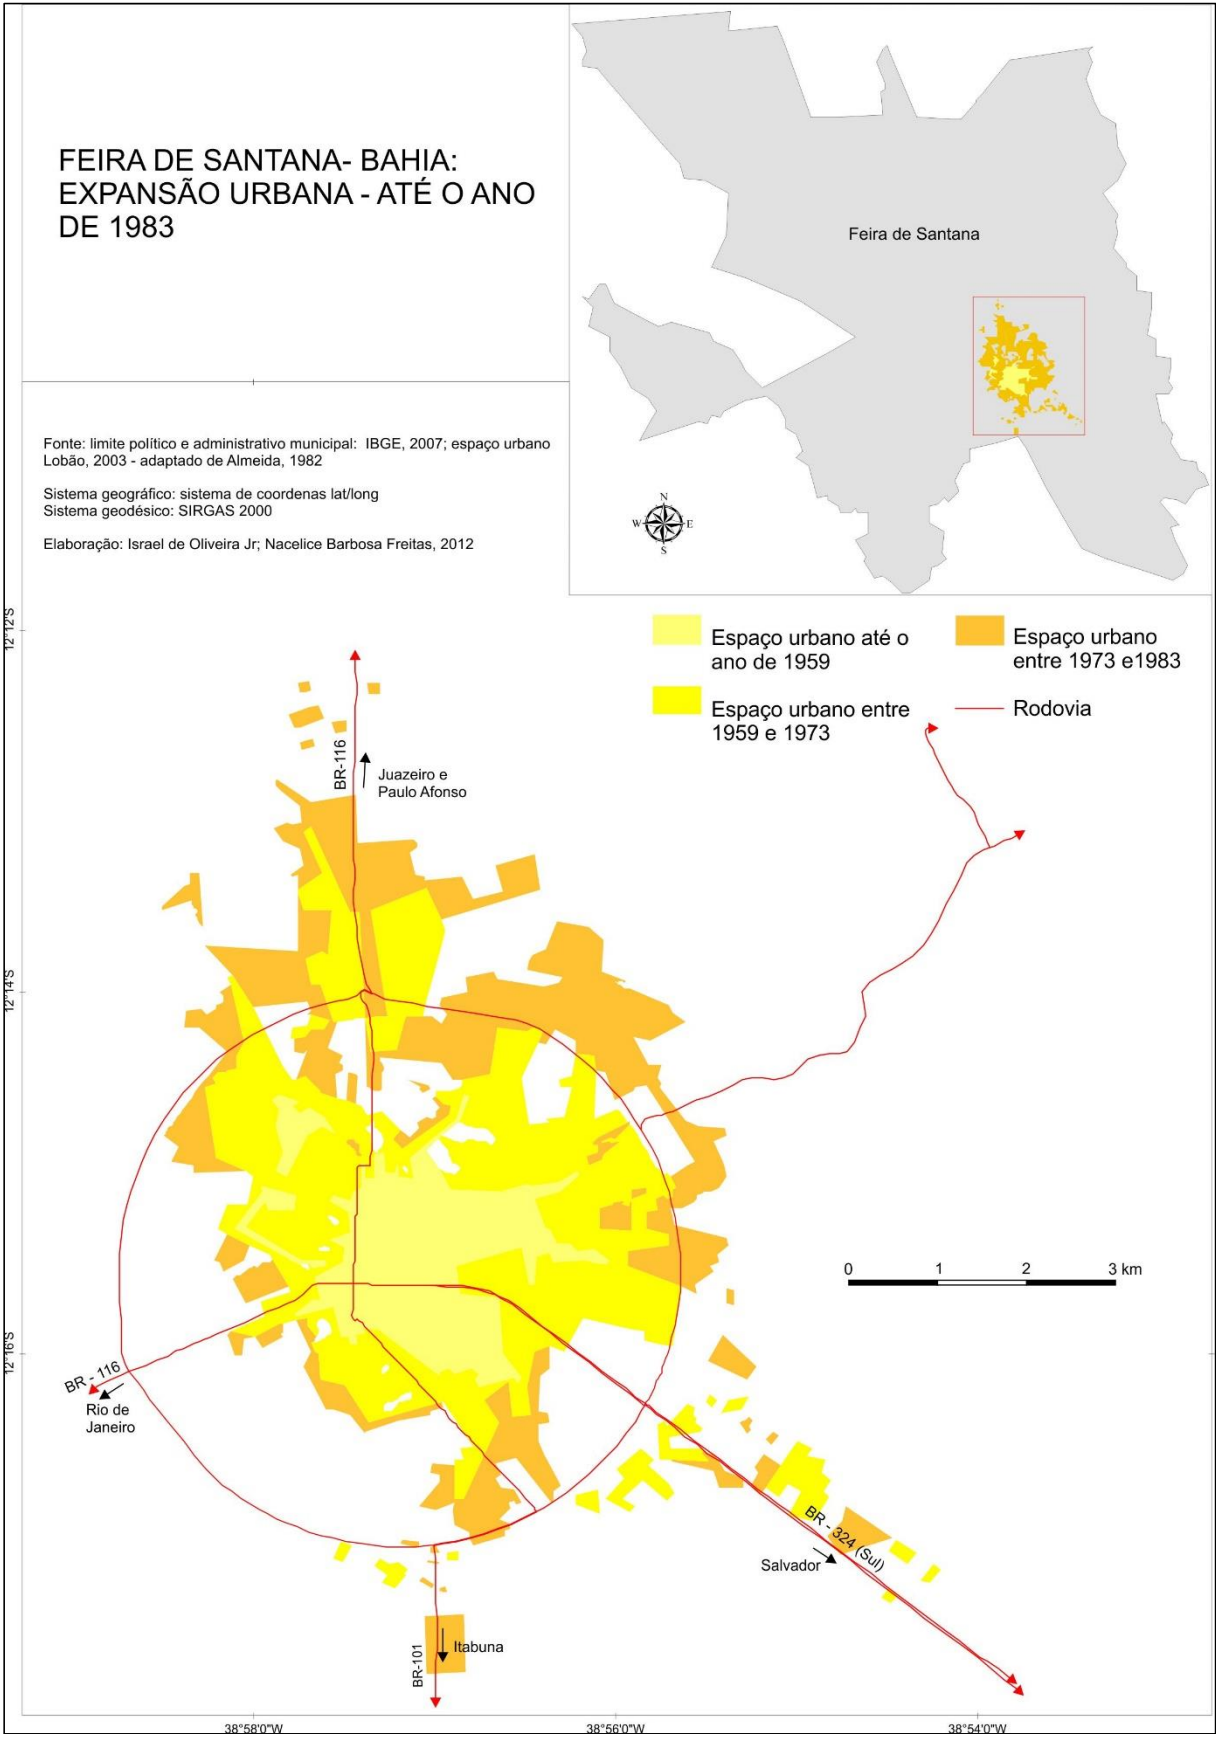 FEIRA DE SANTANA- BAHIA:
EXPANSÃO URBANA - ATÉ O ANO
DE 1983
Feira de Santana
Fonte: limite político e administrativo municipal: IBGE, 2007; espaço urbano
Lobão, 2003 - adaptado de Almeida, 1982
Sistema geográfico: sistema de coordenas lat/long
Sistema geodésico: SIRGAS 2000
Elaboração: Israel de Oliveira Jr; Nacelice Barbosa Freitas, 2012
N
W
E
S
Espaço urbano até o
ano de 1959
Espaço urbano entre
1959 e 1973
Espaço urbano
entre 1973 e1983
Rodovia
12°12'S
12°14'S
12°16'S
BR-116
Juazeiro e
Paulo Afonso
0 1 2 3 km
BR - 116
Rio de
Janeiro
BR - 324 (Sul)
Salvador
BR-101
Itabuna
38°58'0"W
38°56'0"W
38°54'0"W